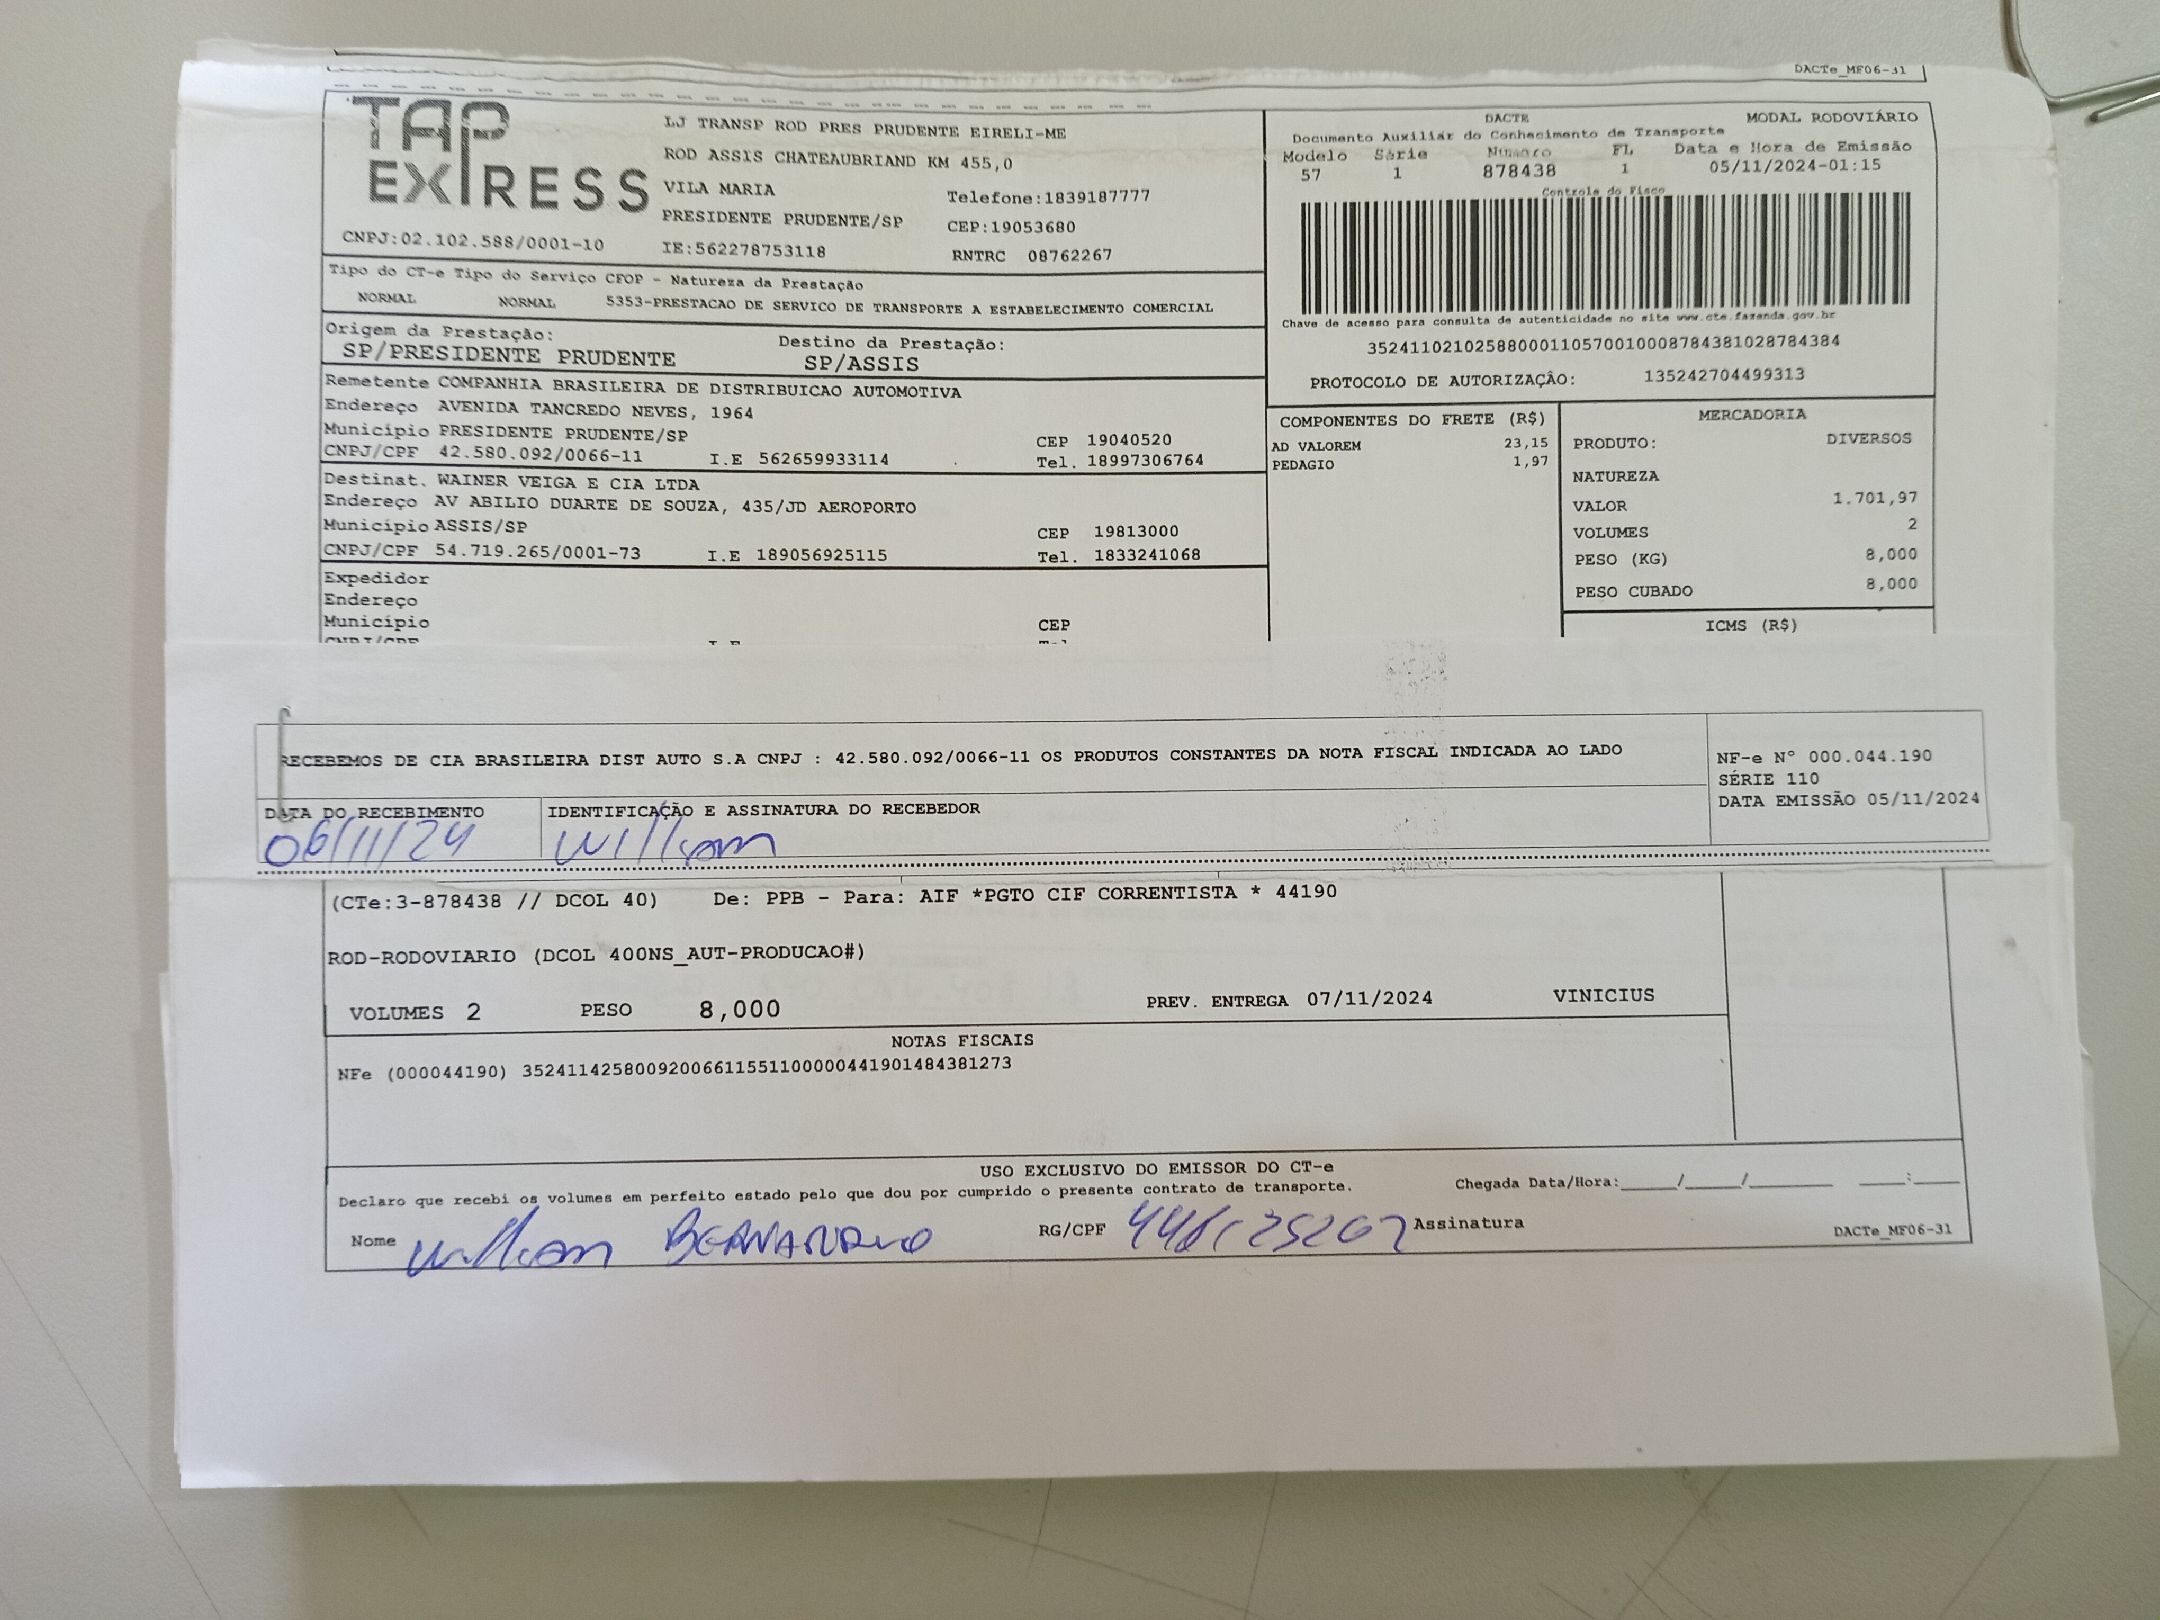 DACTe_MF06-31
TAP EXPRESS
LJ TRANSP ROD PRES PRUDENTE EIRELI-ME
ROD ASSIS CHATEAUBRIAND KM 455,0
VILA MARIA Telefone:1839187777
PRESIDENTE PRUDENTE/SP CEP:19053680
CNPJ:02.102.588/0001-10 IE:562278753118 RNTRC 08762267
DACTE MODAL RODOVIÁRIO
Documento Auxiliar do Conhecimento de Transporte
Modelo Série Número FL Data e Hora de Emissão
57 1 878438 1 05/11/2024-01:15
Controle do Fisco
Chave de acesso para consulta de autenticidade no site www.cte.fazenda.gov.br
35241102102588000110570010008784381028784384
PROTOCOLO DE AUTORIZAÇÂO: 135242704499313
Tipo do CT-e Tipo do Serviço CFOP - Natureza da Prestação
NORMAL NORMAL 5353-PRESTACAO DE SERVICO DE TRANSPORTE A ESTABELECIMENTO COMERCIAL
Origem da Prestação: Destino da Prestação:
SP/PRESIDENTE PRUDENTE SP/ASSIS
Remetente COMPANHIA BRASILEIRA DE DISTRIBUICAO AUTOMOTIVA
Endereço AVENIDA TANCREDO NEVES, 1964
Município PRESIDENTE PRUDENTE/SP CEP 19040520
CNPJ/CPF 42.580.092/0066-11 I.E 562659933114 Tel. 18997306764
Destinat. WAINER VEIGA E CIA LTDA
Endereço AV ABILIO DUARTE DE SOUZA, 435/JD AEROPORTO
Município ASSIS/SP CEP 19813000
CNPJ/CPF 54.719.265/0001-73 I.E 189056925115 Tel. 1833241068
Expedidor
Endereço
Município CEP
COMPONENTES DO FRETE (R$)
AD VALOREM 23,15
PEDAGIO 1,97
MERCADORIA
PRODUTO: DIVERSOS
NATUREZA
VALOR 1.701,97
VOLUMES 2
PESO (KG) 8,000
PESO CUBADO 8,000
ICMS (R$)
RECEBEMOS DE CIA BRASILEIRA DIST AUTO S.A CNPJ : 42.580.092/0066-11 OS PRODUTOS CONSTANTES DA NOTA FISCAL INDICADA AO LADO
NF-e Nº 000.044.190
SÉRIE 110
DATA EMISSÃO 05/11/2024
DATA DO RECEBIMENTO IDENTIFICAÇÃO E ASSINATURA DO RECEBEDOR
06/11/24 William
(CTe:3-878438 // DCOL 40) De: PPB - Para: AIF *PGTO CIF CORRENTISTA * 44190
ROD-RODOVIARIO (DCOL 400NS_AUT-PRODUCAO#)
VOLUMES 2 PESO 8,000 PREV. ENTREGA 07/11/2024 VINICIUS
NOTAS FISCAIS
NFe (000044190) 35241142580092006611551100000441901484381273
USO EXCLUSIVO DO EMISSOR DO CT-e
Declaro que recebi os volumes em perfeito estado pelo que dou por cumprido o presente contrato de transporte. Chegada Data/Hora:_____/_____/_______ ____:____
Nome William BERNARDINO RG/CPF Assinatura DACTe_MF06-31